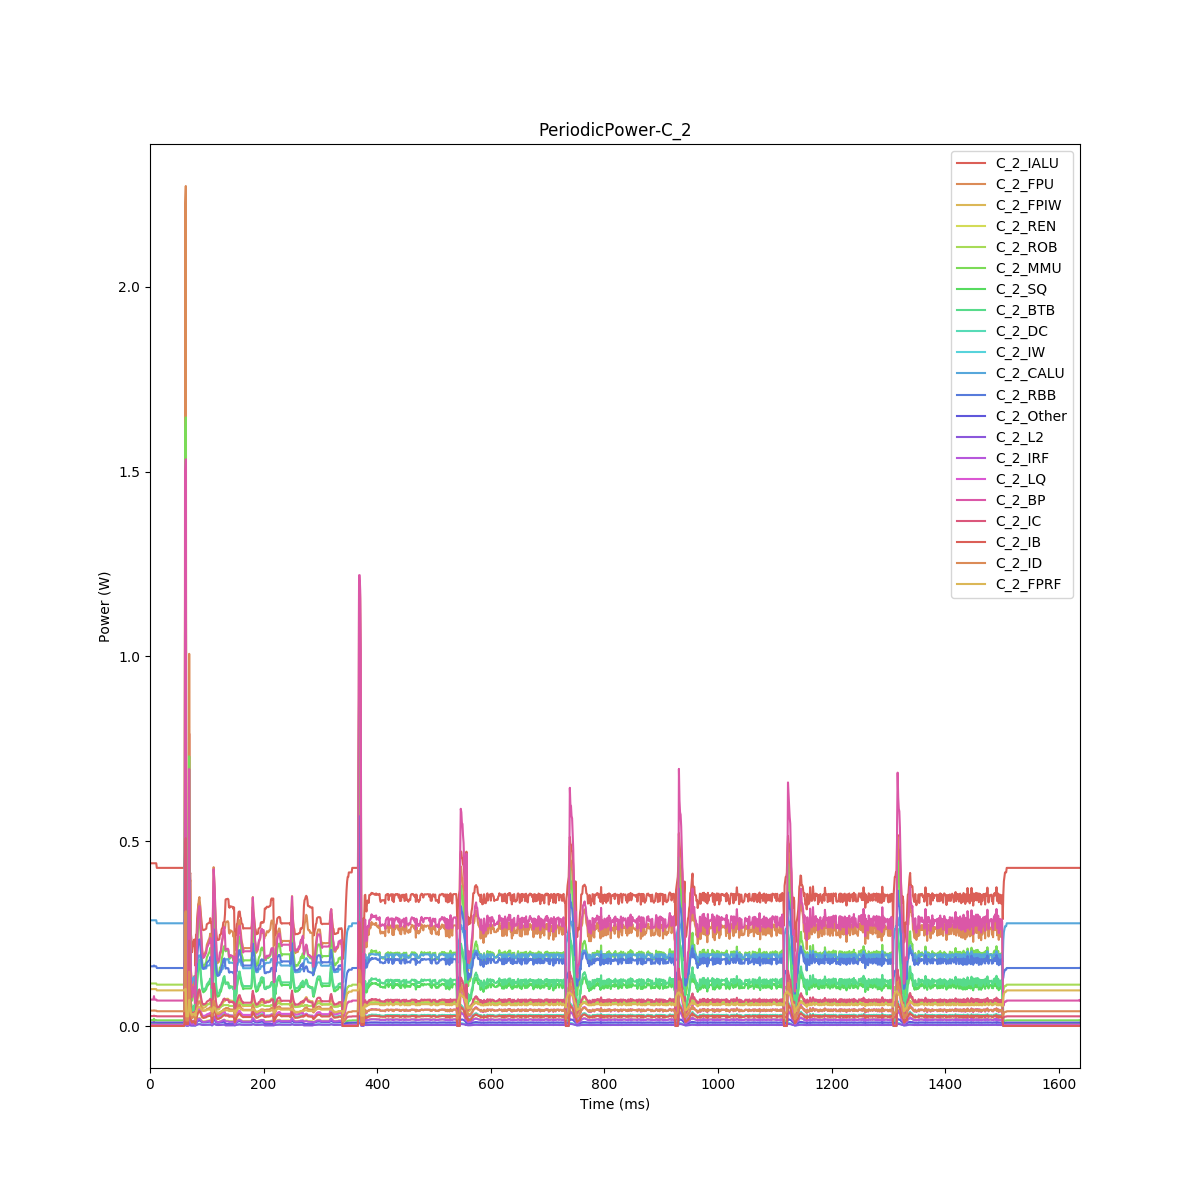 PeriodicPower-C_2
C_2_IALU
C_2_FPU
C_2_FPIW
C_2_REN
C_2_ROB
C_2_MMU
C_2_SQ
C_2_BTB
C_2_DC
C_2_IW
C_2_CALU
C_2_RBB
C_2_Other
C_2_L2
C_2_IRF
C_2_LQ
C_2_BP
C_2_IC
C_2_IB
C_2_ID
C_2_FPRF
Power (W)
2.0
1.5
1.0
0.5
0.0
0 200 400 600 800 1000 1200 1400 1600
Time (ms)